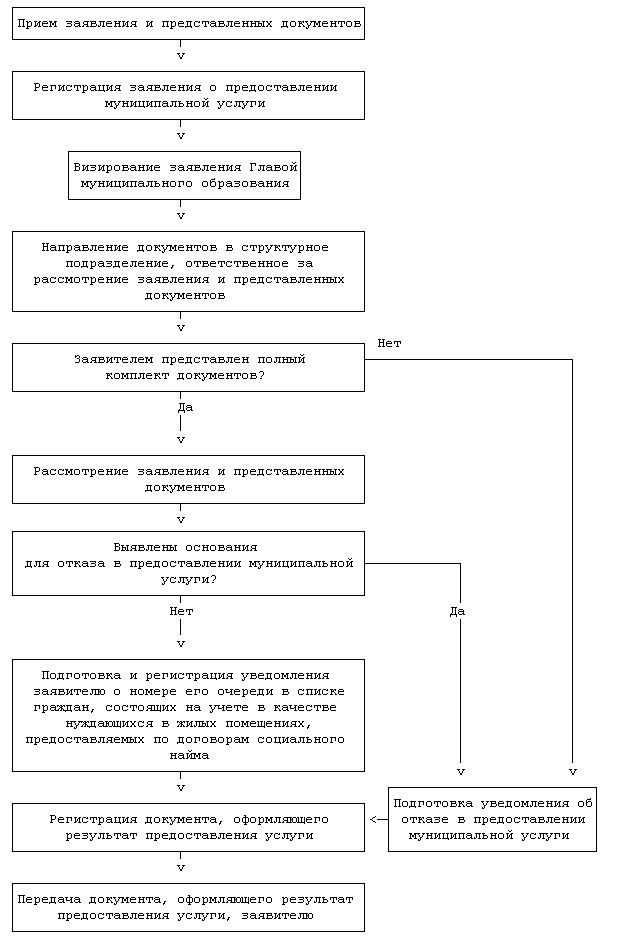 Прием заявления и представленных документов
v
Регистрация заявления о предоставлении
муниципальной услуги
v
Визирование заявления Главой
муниципального образования
v
Направление документов в структурное
подразделение, ответственное за
рассмотрение заявления и представленных
документов
v
Нет
Заявителем представлен полный
комплект документов?
Да
v
Рассмотрение заявления и представленных
документов
v
Выявлены основания
для отказа в предоставлении муниципальной
услуги?
Нет
Да
v
Подготовка и регистрация уведомления
заявителю о номере его очереди в списке
граждан, состоящих на учете в качестве
нуждающихся в жилых помещениях,
предоставляемых по договорам социального
найма
v
v
v
Подготовка уведомления об
отказе в предоставлении
муниципальной услуги
<
Регистрация документа, оформляющего
результат предоставления услуги
v
Передача документа, оформляющего результат
предоставления услуги, заявителю